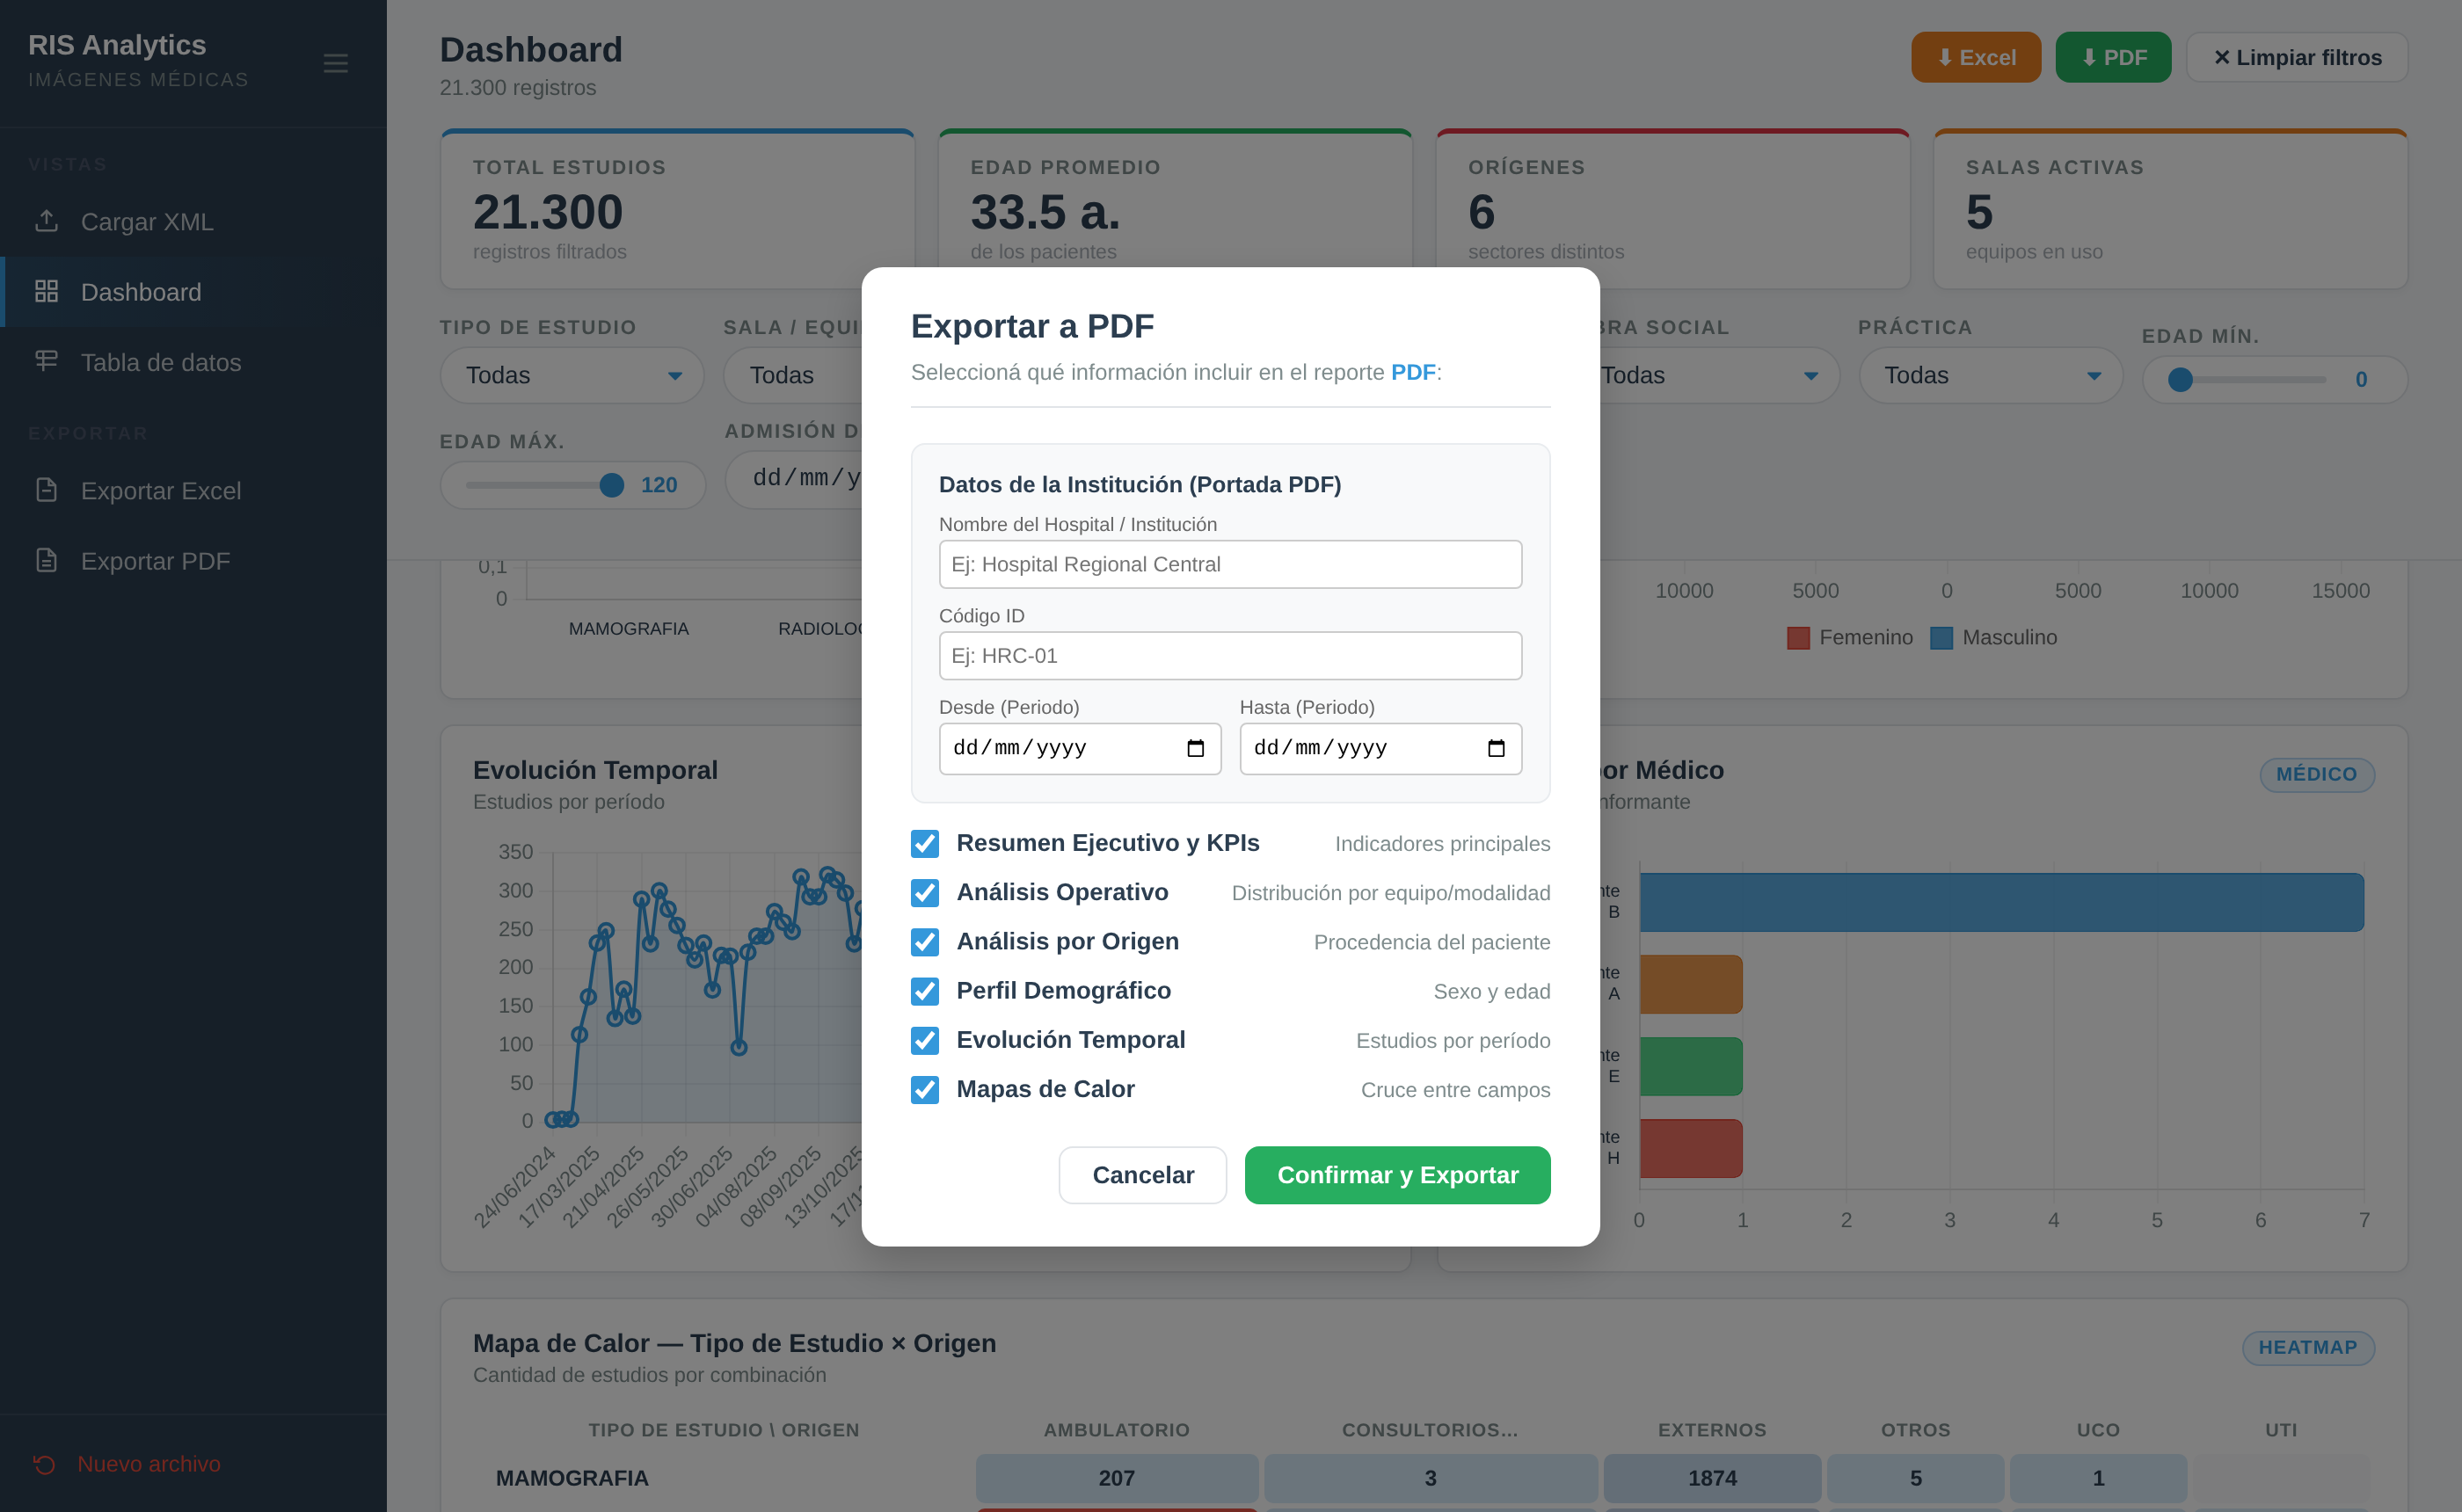 RIS Analytics
IMÁGENES MÉDICAS
VISTAS
Cargar XML
Dashboard
Tabla de datos
EXPORTAR
Exportar Excel
Exportar PDF
Nuevo archivo
Dashboard
21.300 registros
⬇ Excel
⬇ PDF
✕ Limpiar filtros
TOTAL ESTUDIOS
21.300
registros filtrados
EDAD PROMEDIO
33.5 a.
de los pacientes
ORÍGENES
6
sectores distintos
SALAS ACTIVAS
5
equipos en uso
TIPO DE ESTUDIO
Todas
SALA /
Todas
SOCIAL
Todas
PRÁCTICA
Todas
EDAD MÍN.
0
EDAD MÁX.
120
ADMISIÓN
dd/mm/
0,1
0
MAMOGRAFIA
10000 5000 0 5000 10000 15000
Femenino Masculino
Exportar a PDF
Seleccioná qué información incluir en el reporte PDF:
Datos de la Institución (Portada PDF)
Nombre del Hospital / Institución
Ej: Hospital Regional Central
Código ID
Ej: HRC-01
Desde (Periodo) Hasta (Periodo)
dd/mm/yyyy dd/mm/yyyy
Resumen Ejecutivo y KPIs Indicadores principales
Análisis Operativo Distribución por equipo/modalidad
Análisis por Origen Procedencia del paciente
Perfil Demográfico Sexo y edad
Evolución Temporal Estudios por período
Mapas de Calor Cruce entre campos
Cancelar Confirmar y Exportar
Evolución Temporal
Estudios por período
350
300
250
200
150
100
50
0
24/06/2024 17/03/2025 21/04/2025 26/05/2025 30/06/2025 04/08/2025 08/09/2025 13/10/2025
por Médico
MÉDICO
B
A
E
H
0 1 2 3 4 5 6 7
Mapa de Calor — Tipo de Estudio × Origen
Cantidad de estudios por combinación
HEATMAP
TIPO DE ESTUDIO \ ORIGEN AMBULATORIO CONSULTORIOS... EXTERNOS OTROS UCO UTI
MAMOGRAFIA 207 3 1874 5 1